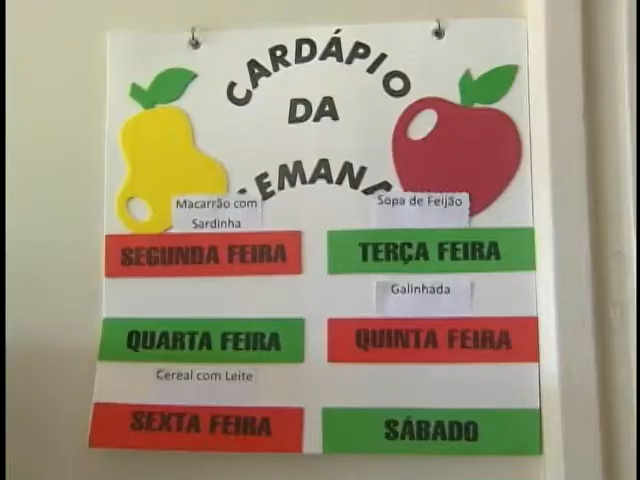 CARDÁPIO
DA
SEMANA
Macarrão com
Sardinha
SEGUNDA FEIRA
Sopa de Feijão
TERÇA FEIRA
QUARTA FEIRA
Galinhada
QUINTA FEIRA
Cereal com Leite
SEXTA FEIRA
SÁBADO